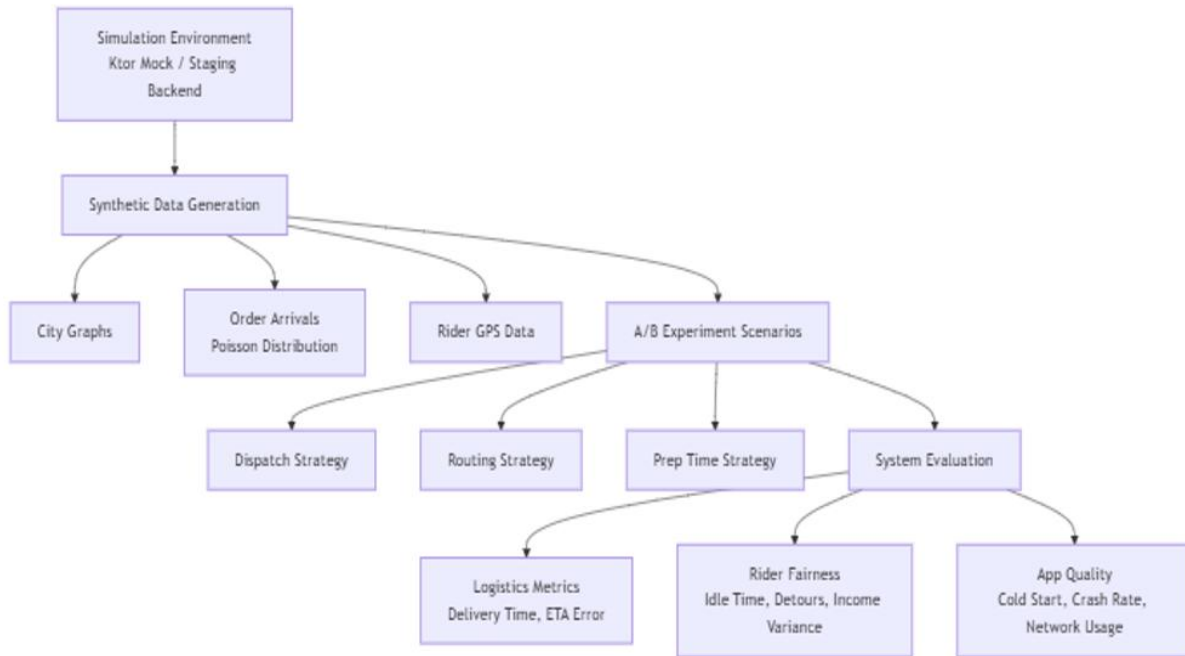 Simulation Environment
Ktor Mock / Staging
Backend
Synthetic Data Generation
City Graphs
Order Arrivals
Poisson Distribution
Rider GPS Data
A/B Experiment Scenarios
Dispatch Strategy
Routing Strategy
Prep Time Strategy
System Evaluation
Logistics Metrics
Delivery Time, ETA Error
Rider Fairness
Idle Time, Detours, Income
Variance
App Quality
Cold Start, Crash Rate,
Network Usage